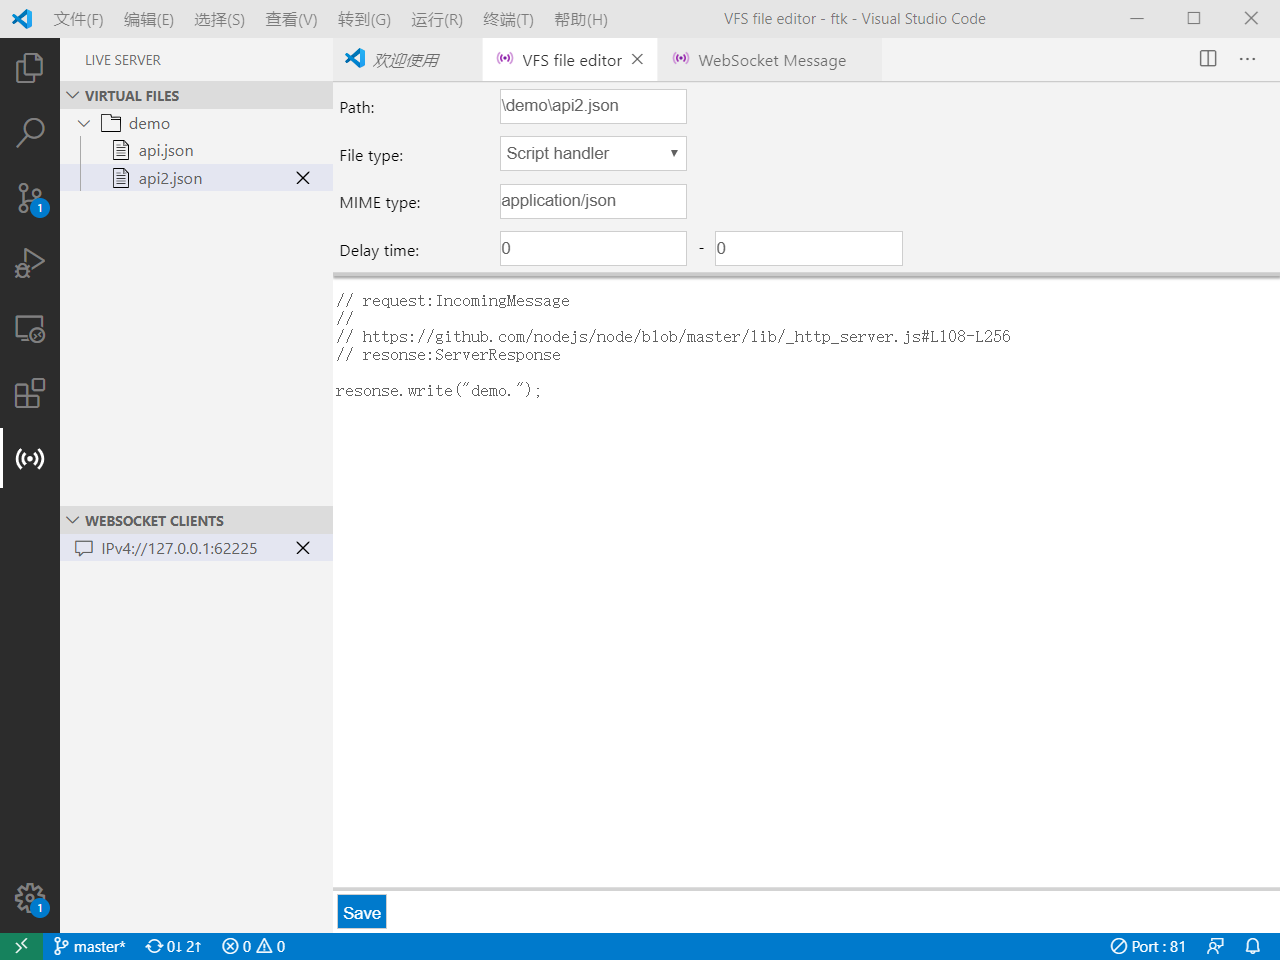 文件(F) 编辑(E) 选择(S) 查看(V) 转到(G) 运行(R) 终端(T) 帮助(H) VFS file editor - ftk - Visual Studio Code
LIVE SERVER
欢迎使用 VFS file editor WebSocket Message
VIRTUAL FILES
demo
api.json
api2.json
1
Path: \demo\api2.json
File type: Script handler
MIME type: application/json
Delay time: 0 - 0
// request:IncomingMessage
//
// https://github.com/nodejs/node/blob/master/lib/_http_server.js#L108-L256
// resonse:ServerResponse
resonse.write("demo.");
WEBSOCKET CLIENTS
IPv4://127.0.0.1:62225
1
Save
master* 0↓ 2↑ 0 0 Port : 81